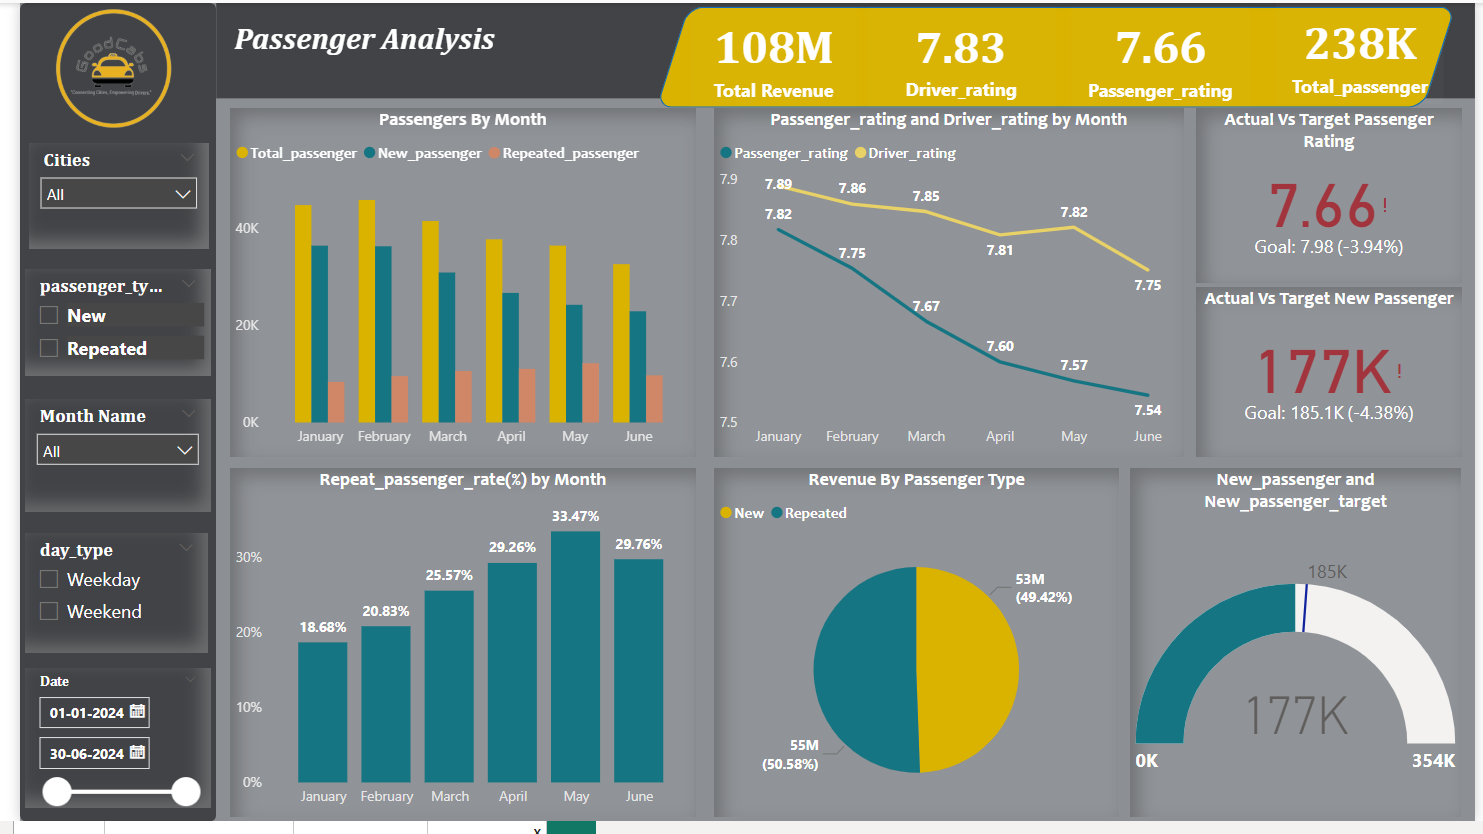 GoodCabs
"Connecting Cities, Empowering Drivers."
Passenger Analysis
108M
Total Revenue
7.83
Driver_rating
7.66
Passenger_rating
238K
Total_passenger
Cities
All
passenger_ty...
New
Repeated
Month Name
All
day_type
Weekday
Weekend
Date
01-01-2024
30-06-2024
Passengers By Month
Total_passenger New_passenger Repeated_passenger
40K
20K
0K
January February March April May June
Passenger_rating and Driver_rating by Month
Passenger_rating Driver_rating
7.9
7.8
7.7
7.6
7.5
7.89
7.86
7.85
7.81
7.82
7.75
7.82
7.75
7.67
7.60
7.57
7.54
January February March April May June
Actual Vs Target Passenger
Rating
7.66!
Goal: 7.98 (-3.94%)
Actual Vs Target New Passenger
177K!
Goal: 185.1K (-4.38%)
Repeat_passenger_rate(%) by Month
30%
20%
10%
0%
18.68%
20.83%
25.57%
29.26%
33.47%
29.76%
January February March April May June
Revenue By Passenger Type
New Repeated
53M
(49.42%)
55M
(50.58%)
New_passenger and
New_passenger_target
185K
177K
0K
354K
x